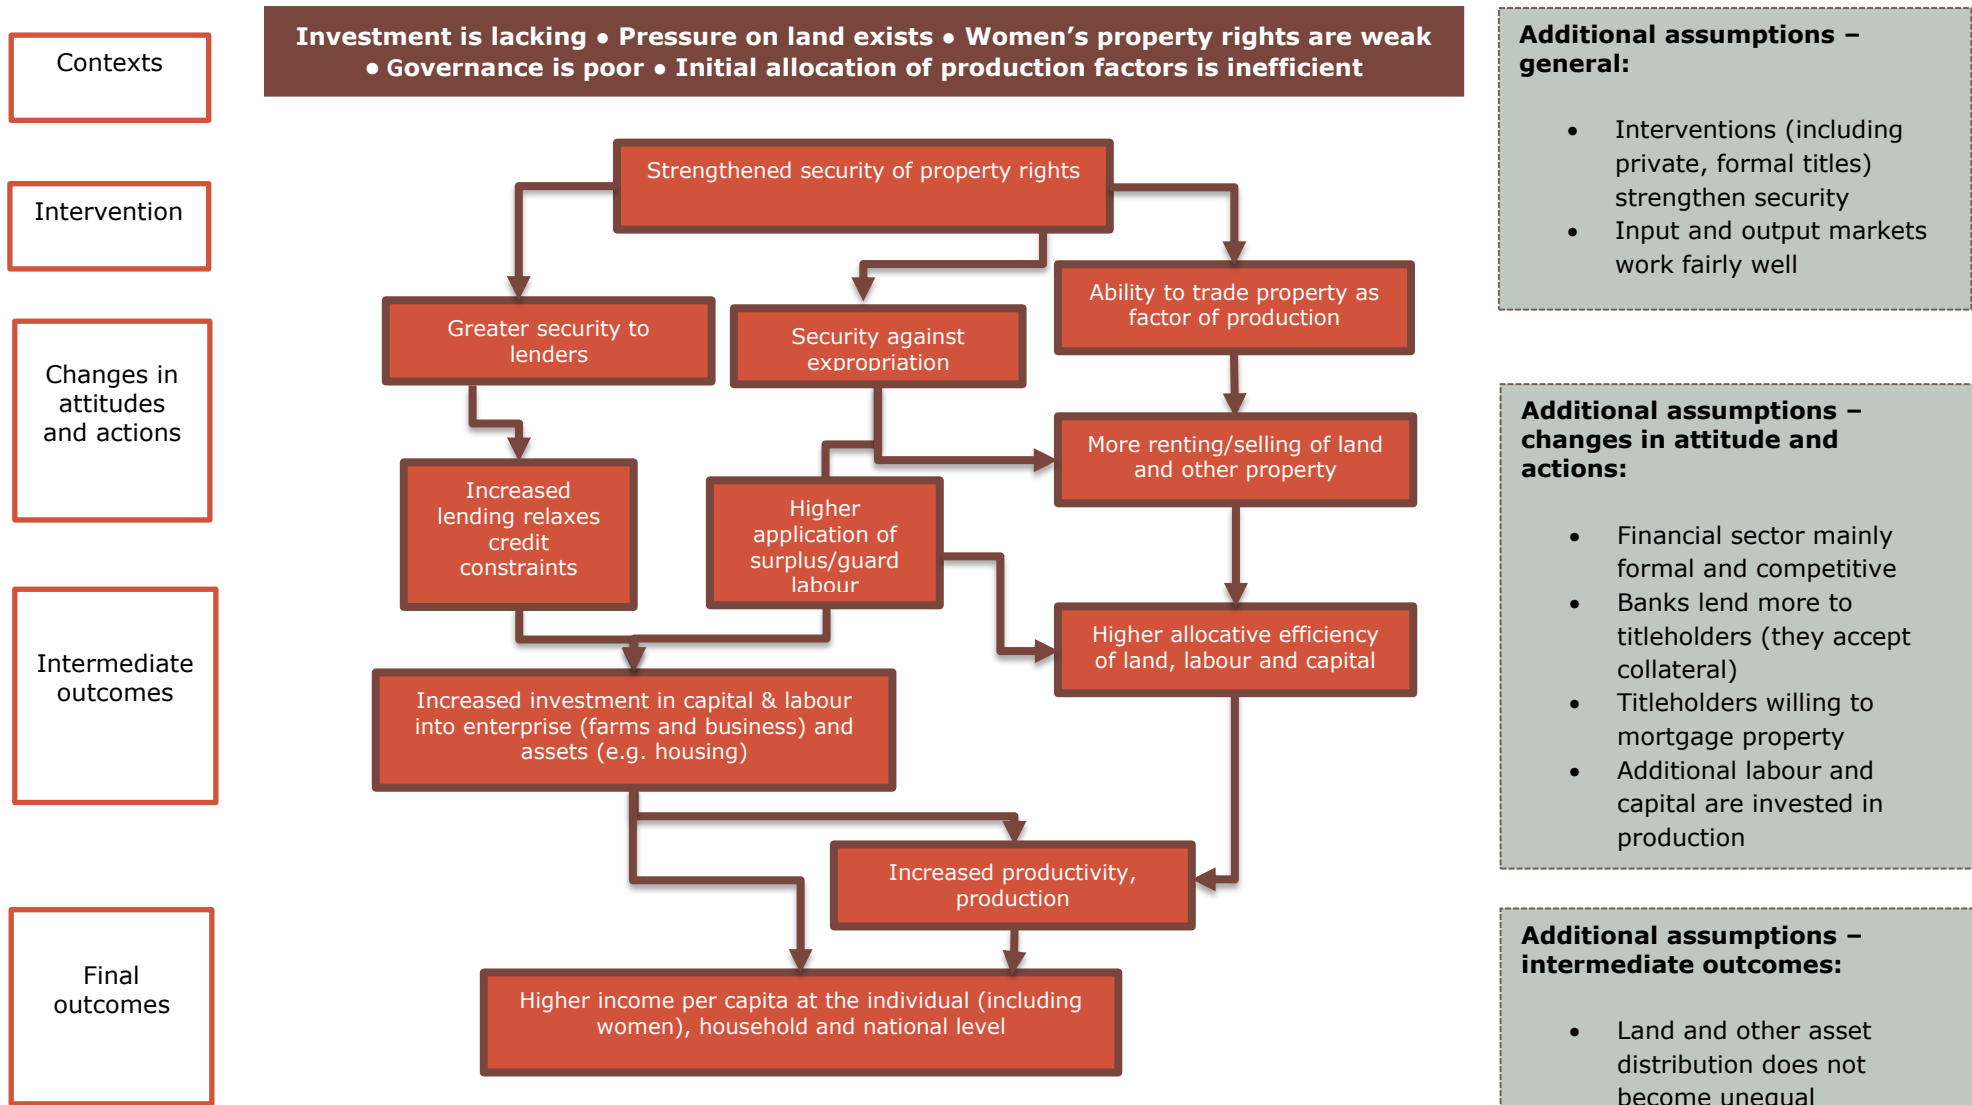 Contexts
Intervention
Changes in
attitudes
and actions
Intermediate
outcomes
Final
outcomes
Investment is lacking ● Pressure on land exists ● Women’s property rights are weak
● Governance is poor ● Initial allocation of production factors is inefficient
Strengthened security of property rights
Greater security to
lenders
Security against
expropriation
Ability to trade property as
factor of production
Increased
lending relaxes
credit
constraints
Higher
application of
surplus/guard
labour
More renting/selling of land
and other property
Higher allocative efficiency
of land, labour and capital
Increased investment in capital & labour
into enterprise (farms and business) and
assets (e.g. housing)
Increased productivity,
production
Higher income per capita at the individual (including
women), household and national level
Additional assumptions –
general:
• Interventions (including
private, formal titles)
strengthen security
• Input and output markets
work fairly well
Additional assumptions –
changes in attitude and
actions:
• Financial sector mainly
formal and competitive
• Banks lend more to
titleholders (they accept
collateral)
• Titleholders willing to
mortgage property
• Additional labour and
capital are invested in
production
Additional assumptions –
intermediate outcomes:
• Land and other asset
distribution does not
become unequal